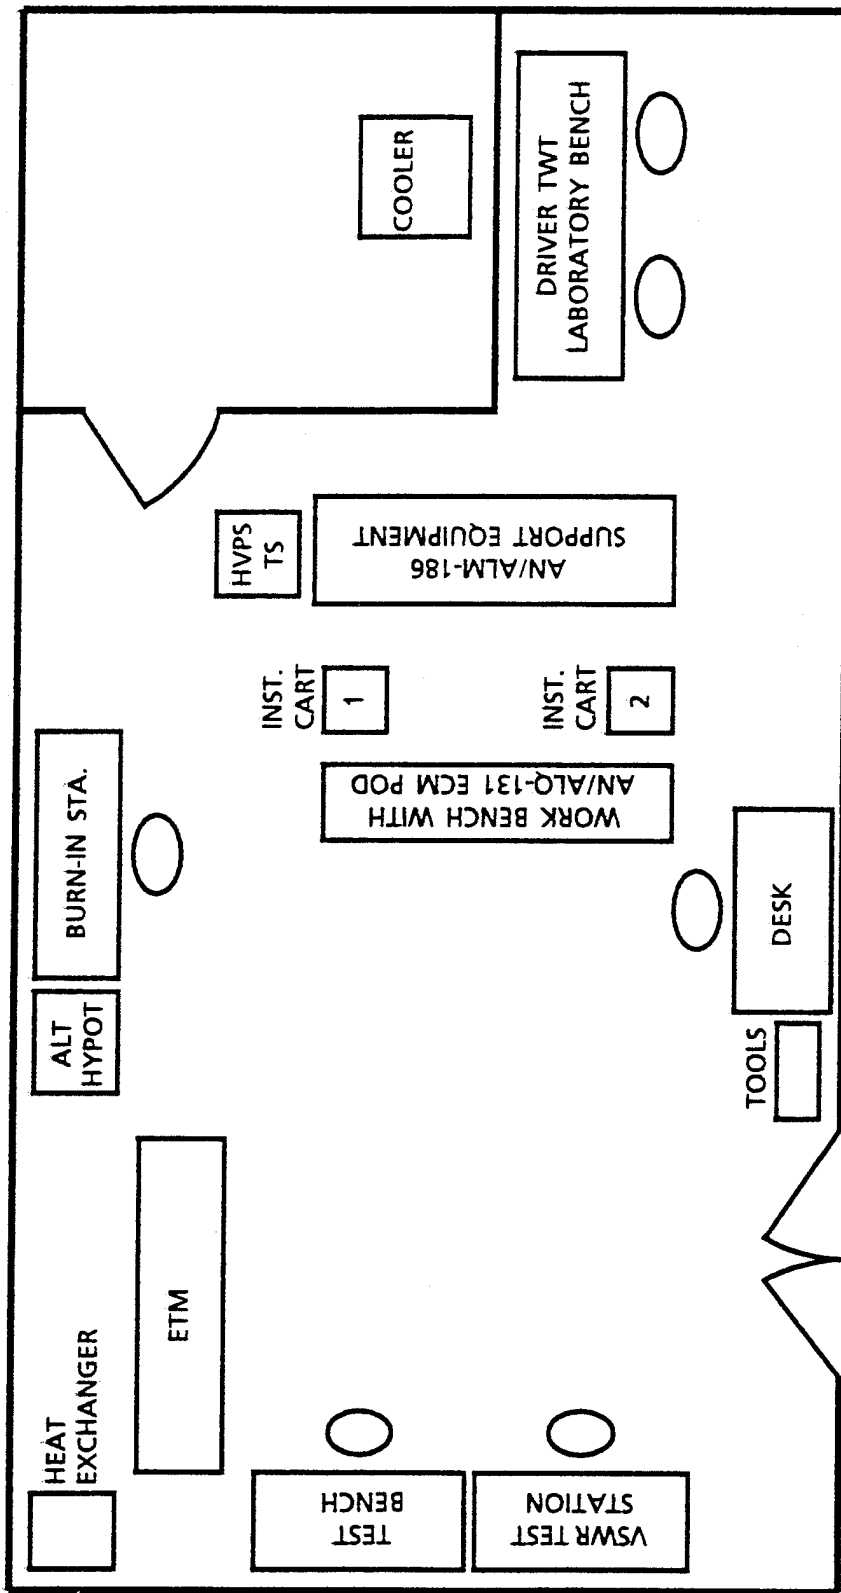 COOLER
DRIVER TWT
LABORATORY BENCH
HVPS
TS
AN/ALM-186
SUPPORT EQUIPMENT
INST.
CART
1
INST.
CART
2
WORK BENCH WITH
AN/ALQ-131 ECM POD
BURN-IN STA.
ALT
HYPOT
DESK
TOOLS
ETM
HEAT
EXCHANGER
TEST
BENCH
VSWR TEST
STATION